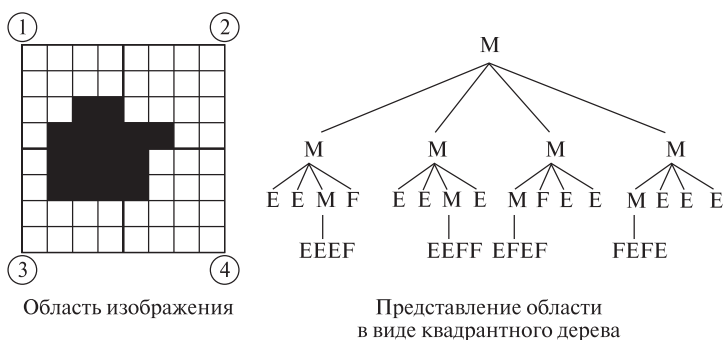 1 2
M
M M M M
E E M F E E M E M F E E M E E E
EEEF EEFF EFEF FEFE
3 4
Область изображения
Представление области
в виде квадрантного дерева